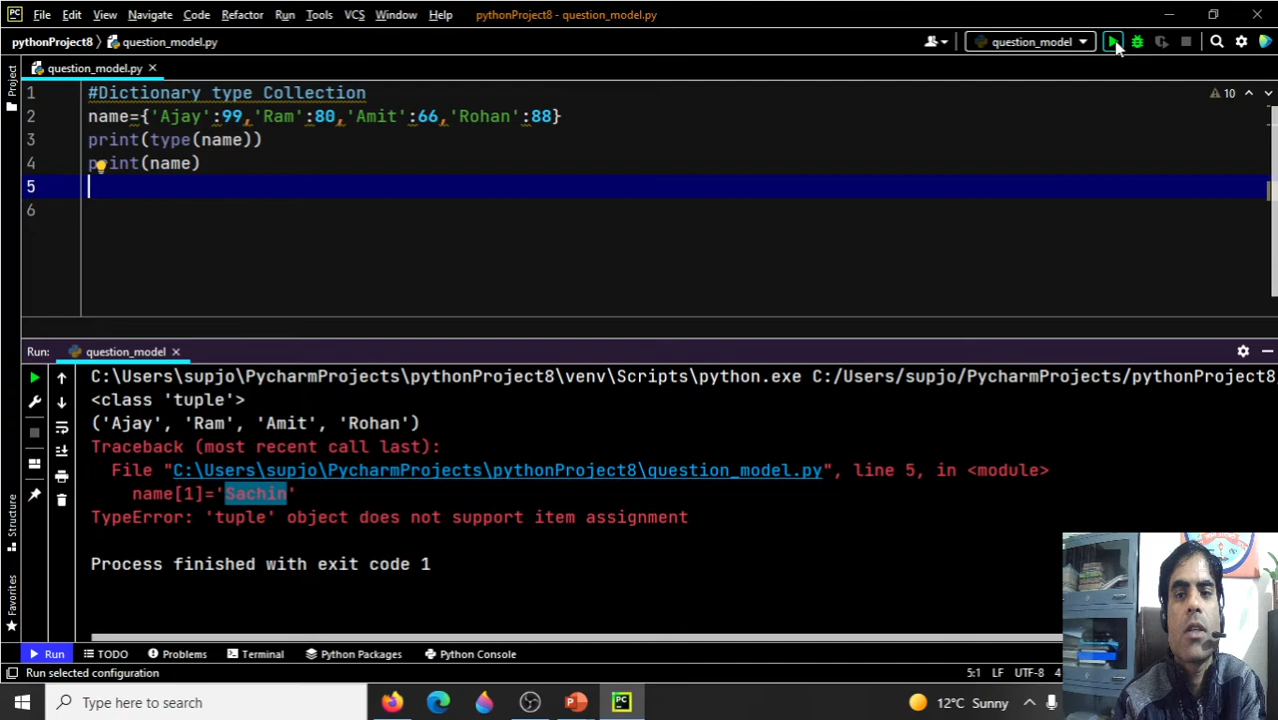 PC File Edit View Navigate Code Refactor Run Tools VCS Window Help pythonProject8 - question_model.py
pythonProject8 question_model.py question_model
Project
question_model.py
1 #Dictionary type Collection
10
2 name={'Ajay':99,'Ram':80,'Amit':66,'Rohan':88}
3 print(type(name))
4 print(name)
5
6
Run: question_model
C:\Users\supjo\PycharmProjects\pythonProject8\venv\Scripts\python.exe C:/Users/supjo/PycharmProjects/pythonProject8/
<class 'tuple'>
('Ajay', 'Ram', 'Amit', 'Rohan')
Traceback (most recent call last):
File "C:\Users\supjo\PycharmProjects\pythonProject8\question_model.py", line 5, in <module>
name[1]='Sachin'
TypeError: 'tuple' object does not support item assignment
Process finished with exit code 1
Structure
Favorites
Run TODO Problems Terminal Python Packages Python Console
Run selected configuration 5:1 LF UTF-8 4
Type here to search 12°C Sunny